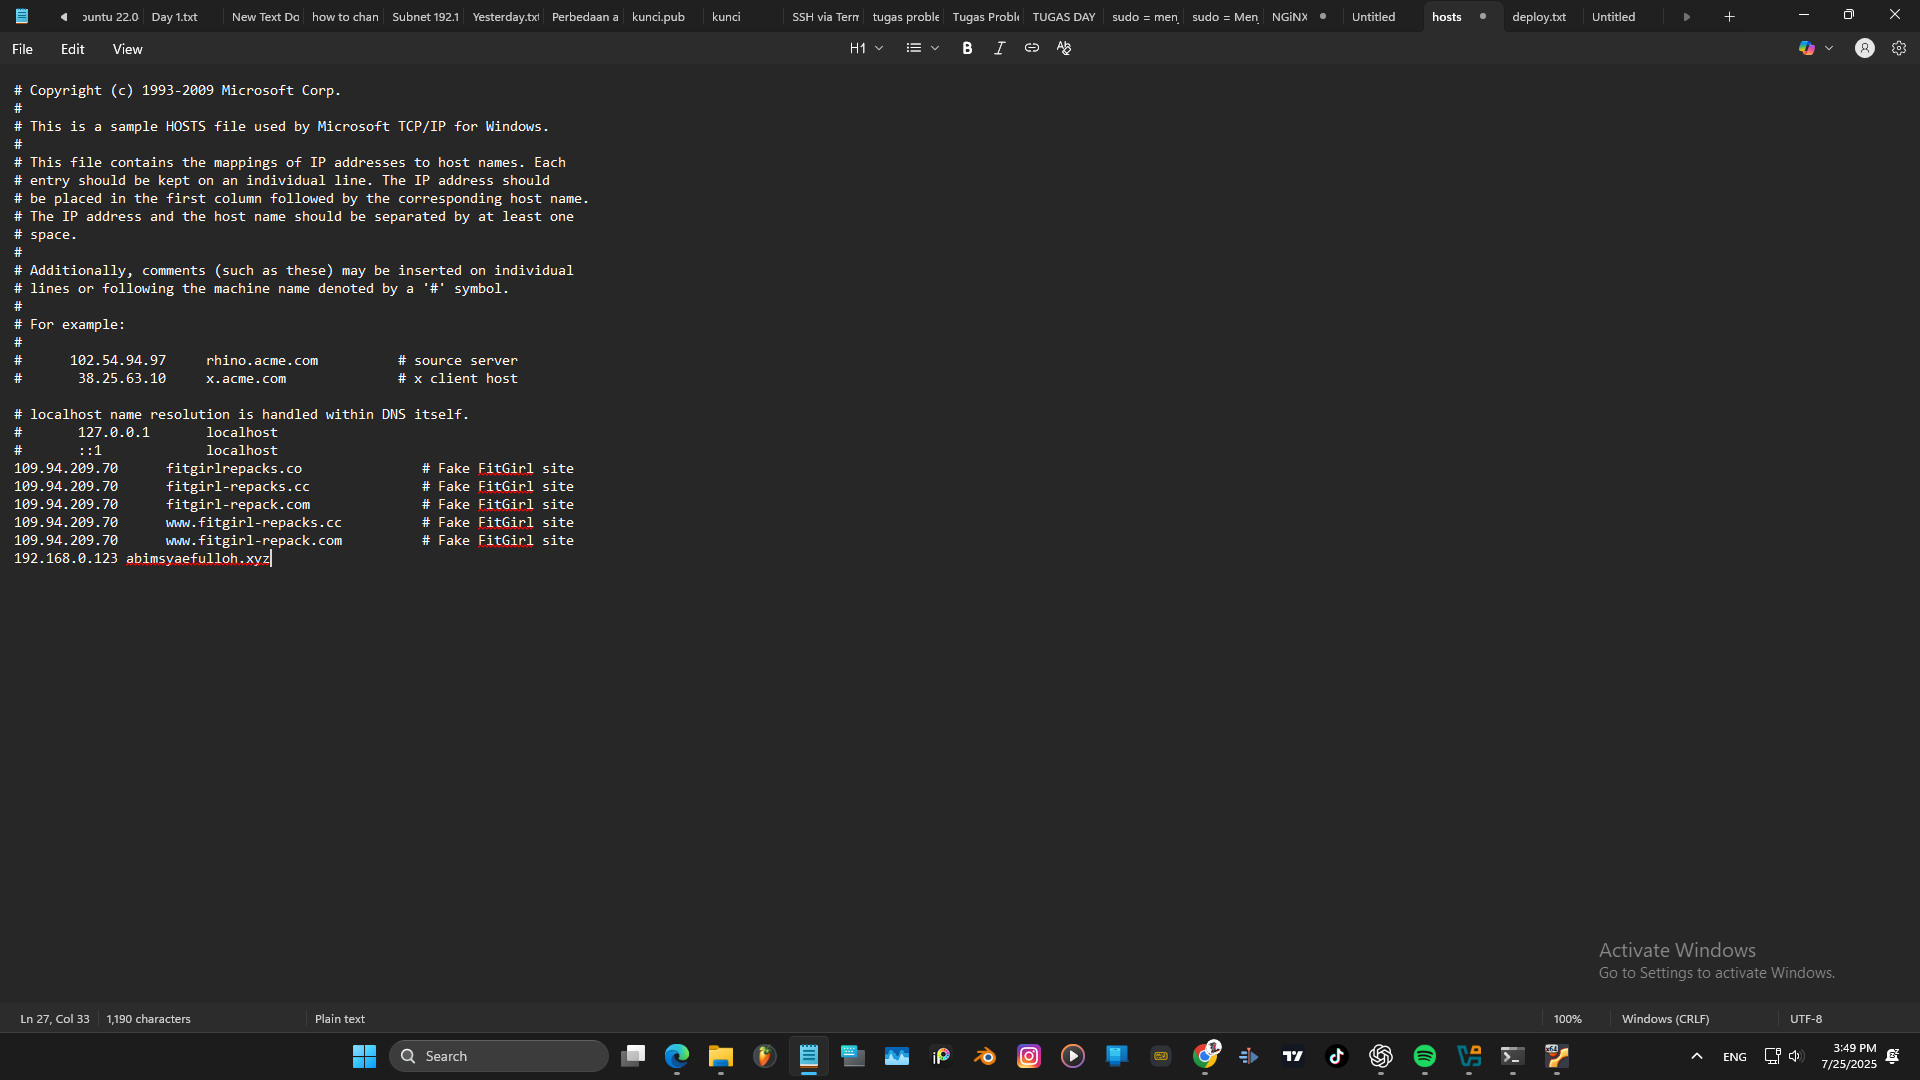 buntu 22.0 Day 1.txt New Text Do how to chan Subnet 192.1 Yesterday.txt Perbedaan a kunci.pub kunci SSH via Tern tugas proble Tugas Proble TUGAS DAY sudo = men sudo = Men NGiNX Untitled hosts deploy.txt Untitled
File Edit View H1
# Copyright (c) 1993-2009 Microsoft Corp.
#
# This is a sample HOSTS file used by Microsoft TCP/IP for Windows.
#
# This file contains the mappings of IP addresses to host names. Each
# entry should be kept on an individual line. The IP address should
# be placed in the first column followed by the corresponding host name.
# The IP address and the host name should be separated by at least one
# space.
#
# Additionally, comments (such as these) may be inserted on individual
# lines or following the machine name denoted by a '#' symbol.
#
# For example:
#
# 102.54.94.97 rhino.acme.com # source server
# 38.25.63.10 x.acme.com # x client host
# localhost name resolution is handled within DNS itself.
# 127.0.0.1 localhost
# ::1 localhost
109.94.209.70 fitgirlrepacks.co # Fake FitGirl site
109.94.209.70 fitgirl-repacks.cc # Fake FitGirl site
109.94.209.70 fitgirl-repack.com # Fake FitGirl site
109.94.209.70 www.fitgirl-repacks.cc # Fake FitGirl site
109.94.209.70 www.fitgirl-repack.com # Fake FitGirl site
192.168.0.123 abimsyaefulloh.xyz
Activate Windows
Go to Settings to activate Windows.
Ln 27, Col 33 1,190 characters Plain text 100% Windows (CRLF) UTF-8
Search ENG 3:49 PM
7/25/2025